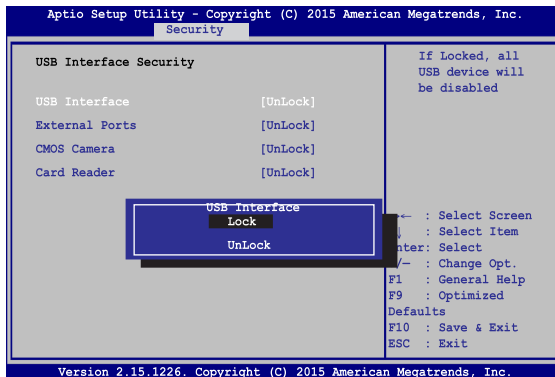 Aptio Setup Utility - Copyright (C) 2015 American Megatrends, Inc.
Security
USB Interface Security
USB Interface [UnLock]
External Ports [UnLock]
CMOS Camera [UnLock]
Card Reader [UnLock]
If Locked, all
USB device will
be disabled
USB Interface
Lock
UnLock
← : Select Screen
↓ : Select Item
nter: Select
/— : Change Opt.
F1 : General Help
F9 : Optimized
Defaults
F10 : Save & Exit
ESC : Exit
Version 2.15.1226. Copyright (C) 2015 American Megatrends, Inc.